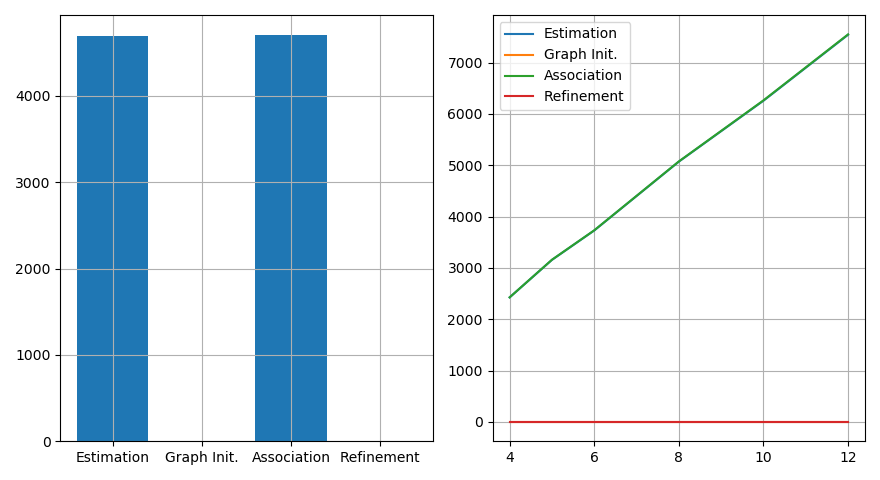 4000
3000
2000
1000
0
Estimation Graph Init. Association Refinement
Estimation
Graph Init.
Association
Refinement
7000
6000
5000
4000
3000
2000
1000
0
4 6 8 10 12